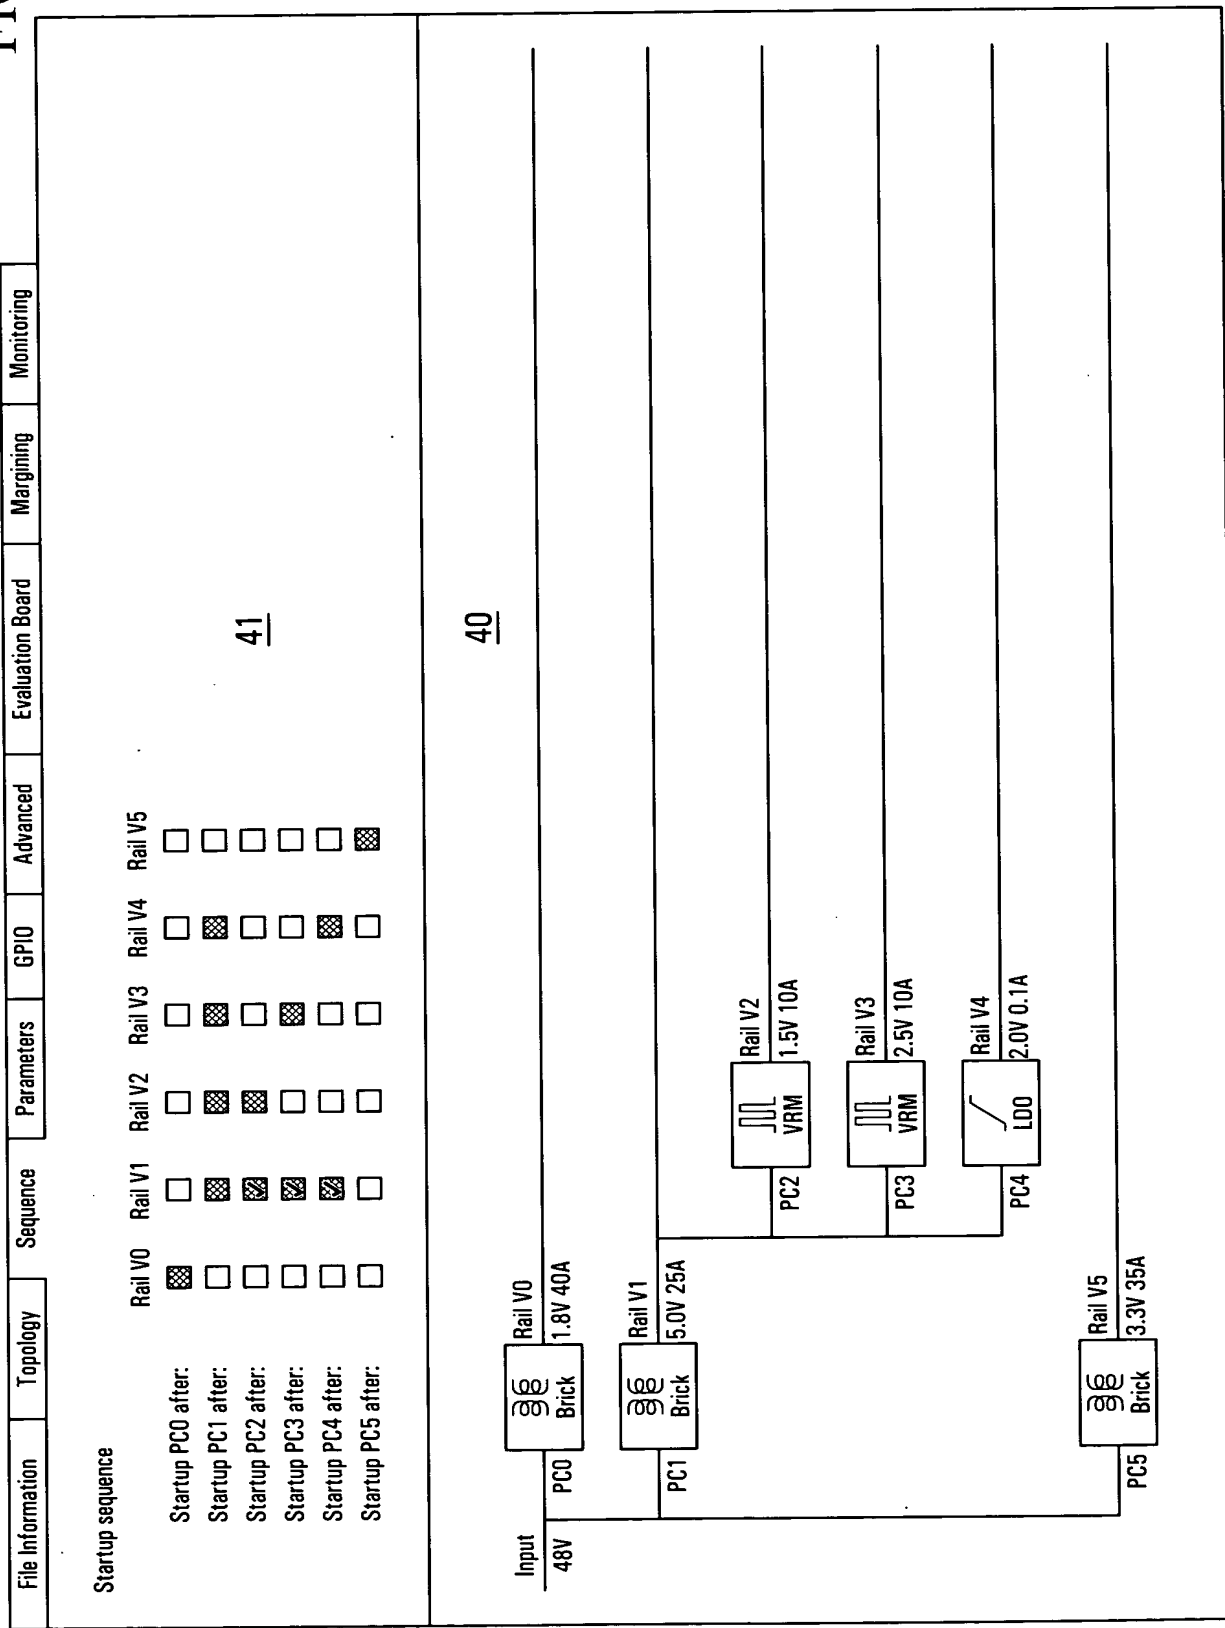 File Information
Topology
Sequence
Parameters
GPIO
Advanced
Evaluation Board
Margining
Monitoring
Startup sequence
Rail V0 Rail V1 Rail V2 Rail V3 Rail V4 Rail V5
Startup PC0 after:
Startup PC1 after:
Startup PC2 after:
Startup PC3 after:
Startup PC4 after:
Startup PC5 after:
41
40
Input
48V
PC0
Brick
Rail V0
1.8V 40A
PC1
Brick
Rail V1
5.0V 25A
PC2
VRM
Rail V2
1.5V 10A
PC3
VRM
Rail V3
2.5V 10A
PC4
LDO
Rail V4
2.0V 0.1A
PC5
Brick
Rail V5
3.3V 35A